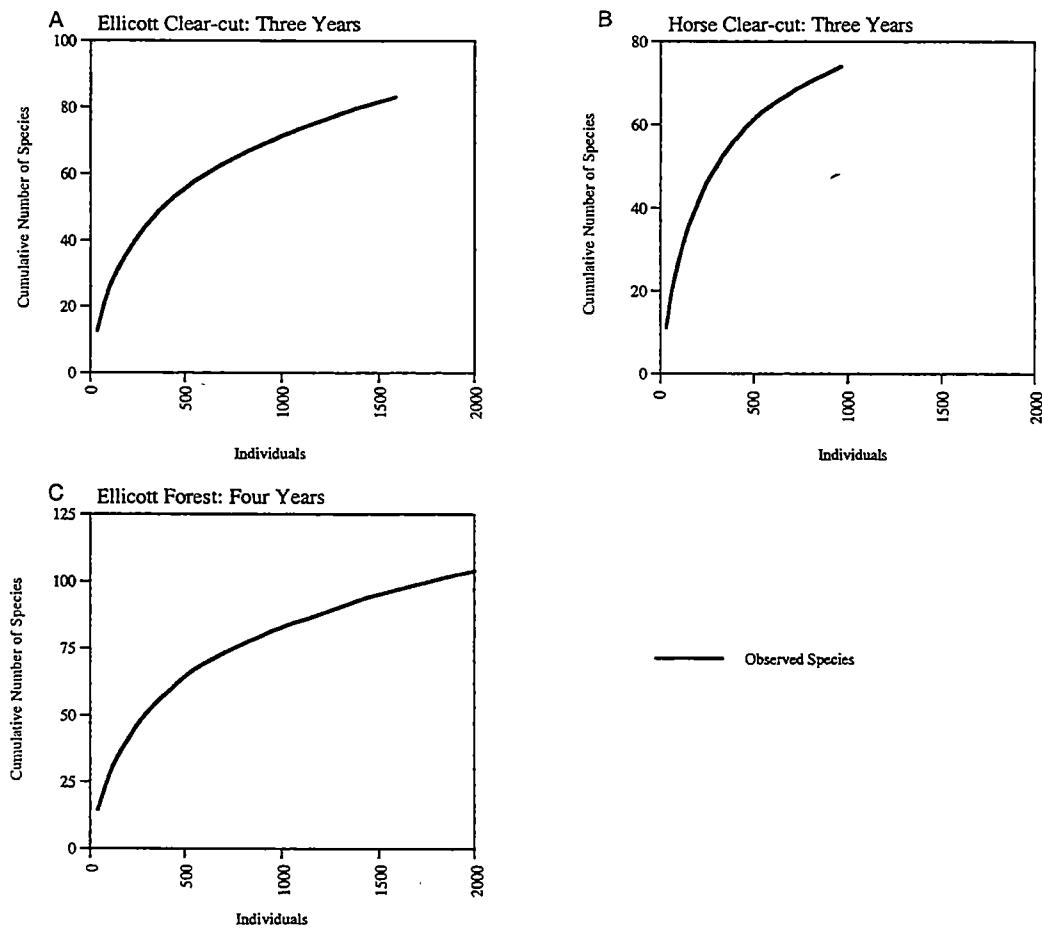 A Ellicott Clear-cut: Three Years
100
80
60
40
20
0
Cumulative Number of Species
0 500 1000 1500 2000
Individuals
B Horse Clear-cut: Three Years
80
60
40
20
0
Cumulative Number of Species
0 500 1000 1500 2000
Individuals
C Ellicott Forest: Four Years
125
100
75
50
25
0
Cumulative Number of Species
0 500 1000 1500 2000
Individuals
Observed Species